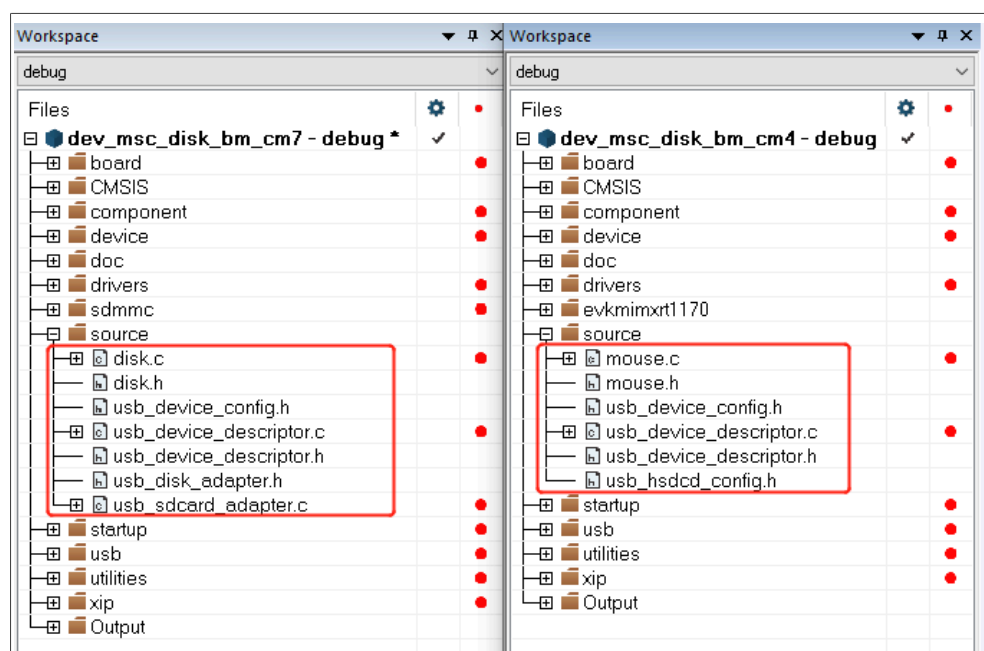 Workspace
debug
Files
dev_msc_disk_bm_cm7 - debug *
board
CMSIS
component
device
doc
drivers
sdmmc
source
disk.c
disk.h
usb_device_config.h
usb_device_descriptor.c
usb_device_descriptor.h
usb_disk_adapter.h
usb_sdcard_adapter.c
startup
usb
utilities
xip
Output
Workspace
debug
Files
dev_msc_disk_bm_cm4 - debug
board
CMSIS
component
device
doc
drivers
evkmimxrt1170
source
mouse.c
mouse.h
usb_device_config.h
usb_device_descriptor.c
usb_device_descriptor.h
usb_hsdcd_config.h
startup
usb
utilities
xip
Output